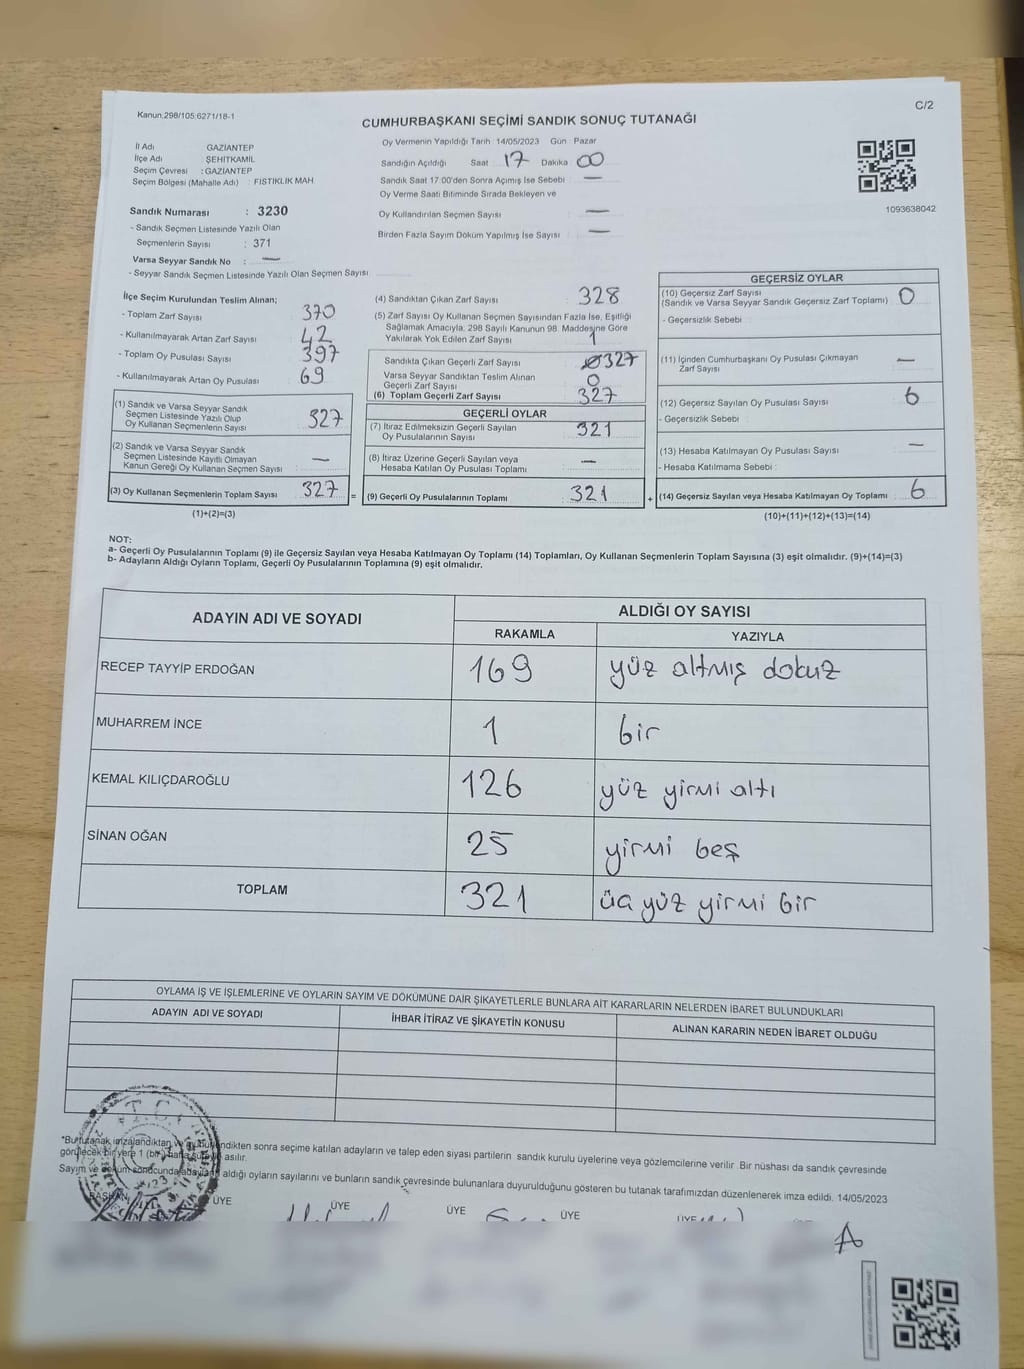 C/2
Kanun.298/105:6271/18-1
CUMHURBAŞKANI SEÇİMİ SANDIK SONUÇ TUTANAĞI
Oy Vermenin Yapıldığı Tarih : 14/05/2023 Gün : Pazar
İl Adı GAZİANTEP
İlçe Adı ŞEHİTKAMİL
Seçim Çevresi : GAZİANTEP
Seçim Bölgesi (Mahalle Adı) : FISTIKLIK MAH
Sandık Numarası : 3230
- Sandık Seçmen Listesinde Yazılı Olan
Seçmenlerin Sayısı : 371
Varsa Seyyar Sandık No : —
- Seyyar Sandık Seçmen Listesinde Yazılı Olan Seçmen Sayısı
Sandığın Açıldığı Saat 17 Dakika 00
Sandık Saat 17.00'den Sonra Açımış İse Sebebi : —
Oy Verme Saati Bitiminde Sırada Bekleyen ve
Oy Kullandırılan Seçmen Sayısı —
Birden Fazla Sayım Döküm Yapılmış İse Sayısı —
1093638042
İlçe Seçim Kurulundan Teslim Alınan;
- Toplam Zarf Sayısı 370
- Kullanılmayarak Artan Zarf Sayısı 42
- Toplam Oy Pusulası Sayısı 397
- Kullanılmayarak Artan Oy Pusulası 69
(1) Sandık ve Varsa Seyyar Sandık
Seçmen Listesinde Yazılı Olup
Oy Kullanan Seçmenlerin Sayısı 327
(2) Sandık ve Varsa Seyyar Sandık
Seçmen Listesinde Kayıtlı Olmayan
Kanun Gereği Oy Kullanan Seçmen Sayısı —
(3) Oy Kullanan Seçmenlerin Toplam Sayısı 327 =
(1)+(2)=(3)
(4) Sandıktan Çıkan Zarf Sayısı 328
(5) Zarf Sayısı Oy Kullanan Seçmen Sayısından Fazla İse, Eşitliği
Sağlamak Amacıyla, 298 Sayılı Kanunun 98. Maddesine Göre
Yakılarak Yok Edilen Zarf Sayısı 1
Sandıkta Çıkan Geçerli Zarf Sayısı 327
Varsa Seyyar Sandıktan Teslim Alınan
Geçerli Zarf Sayısı 0
(6) Toplam Geçerli Zarf Sayısı 327
GEÇERLİ OYLAR
(7) İtiraz Edilmeksizin Geçerli Sayılan
Oy Pusulalarının Sayısı 321
(8) İtiraz Üzerine Geçerli Sayılan veya
Hesaba Katılan Oy Pusulası Toplamı —
(9) Geçerli Oy Pusulalarının Toplamı 321 +
GEÇERSİZ OYLAR
(10) Geçersiz Zarf Sayısı
(Sandık ve Varsa Seyyar Sandık Geçersiz Zarf Toplamı) 0
- Geçersizlik Sebebi :
(11) İçinden Cumhurbaşkanı Oy Pusulası Çıkmayan
Zarf Sayısı —
(12) Geçersiz Sayılan Oy Pusulası Sayısı 6
- Geçersizlik Sebebi :
(13) Hesaba Katılmayan Oy Pusulası Sayısı —
- Hesaba Katılmama Sebebi :
(14) Geçersiz Sayılan veya Hesaba Katılmayan Oy Toplamı 6
(10)+(11)+(12)+(13)=(14)
NOT:
a- Geçerli Oy Pusulalarının Toplamı (9) ile Geçersiz Sayılan veya Hesaba Katılmayan Oy Toplamı (14) Toplamları, Oy Kullanan Seçmenlerin Toplam Sayısına (3) eşit olmalıdır. (9)+(14)=(3)
b- Adayların Aldığı Oyların Toplamı, Geçerli Oy Pusulalarının Toplamına (9) eşit olmalıdır.
ADAYIN ADI VE SOYADI ALDIĞI OY SAYISI
RAKAMLA YAZIYLA
RECEP TAYYİP ERDOĞAN 169 yüz altmış dokuz
MUHARREM İNCE 1 bir
KEMAL KILIÇDAROĞLU 126 yüz yirmi altı
SİNAN OĞAN 25 yirmi beş
TOPLAM 321 üç yüz yirmi bir
OYLAMA İŞ VE İŞLEMLERİNE VE OYLARIN SAYIM VE DÖKÜMÜNE DAİR ŞİKAYETLERLE BUNLARA AİT KARARLARIN NELERDEN İBARET BULUNDUKLARI
ADAYIN ADI VE SOYADI İHBAR İTİRAZ VE ŞİKAYETİN KONUSU ALINAN KARARIN NEDEN İBARET OLDUĞU
T.C.
*Bu tutanak imzalandıktan ve mühürlendikten sonra seçime katılan adayların ve talep eden siyasi partilerin sandık kurulu üyelerine veya gözlemcilerine verilir. Bir nüshası da sandık çevresinde
görülecek bir yere 1 (bir) hafta süreyle asılır.
Sayım ve döküm sonucunda adayların aldığı oyların sayılarını ve bunların sandık çevresinde bulunanlara duyurulduğunu gösteren bu tutanak tarafımızdan düzenlenerek imza edildi. 14/05/2023
BAŞKAN ÜYE ÜYE ÜYE ÜYE ÜYE